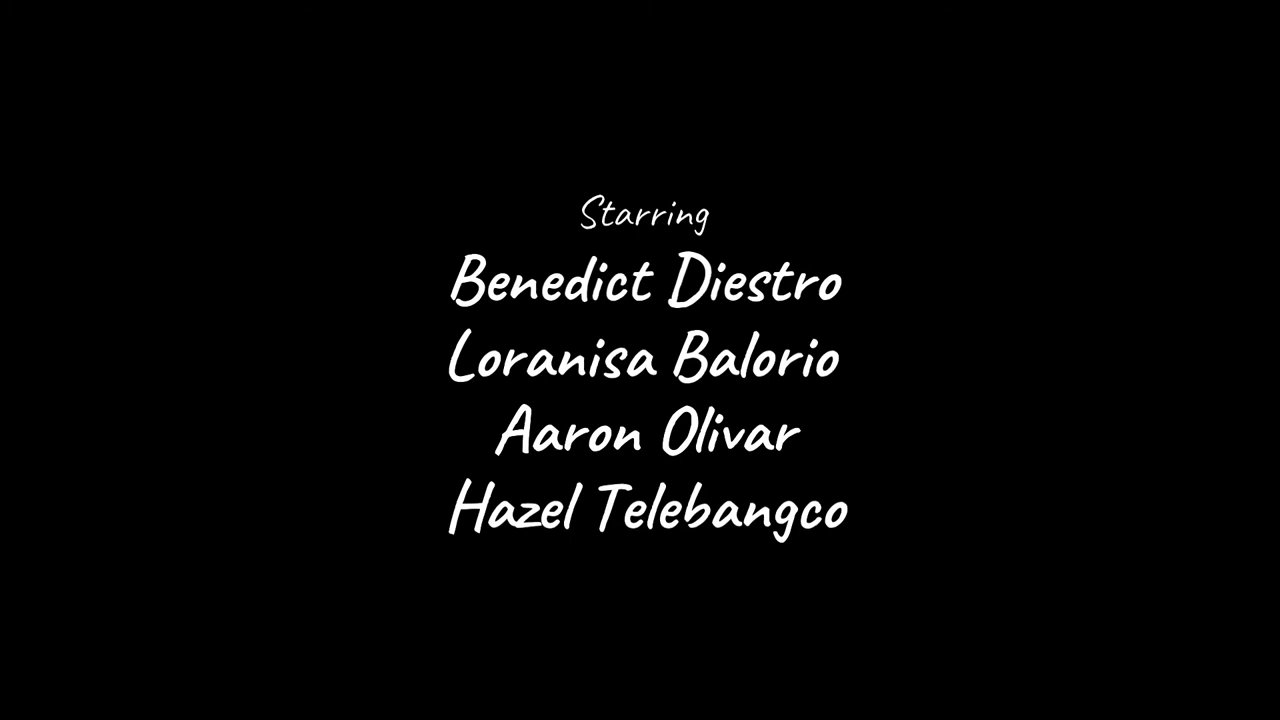 Starring
Benedict Diestro
Loranisa Balorio
Aaron Olivar
Hazel Telebangco